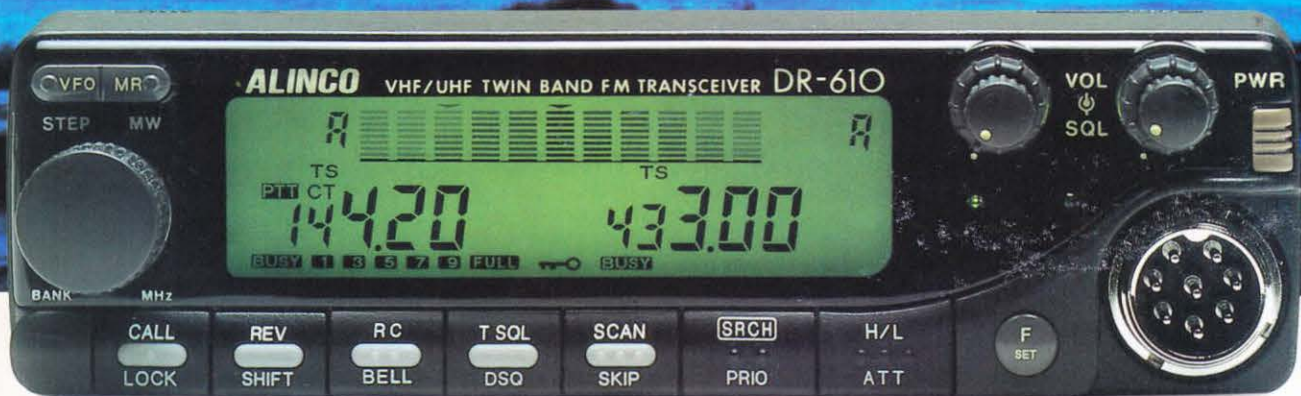 VFO MR
STEP MW
ALINCO VHF/UHF TWIN BAND FM TRANSCEIVER DR-610
VOL
SQL
PWR
A A
TS TS
PTT CT
144.20 433.00
BUSY 1 3 5 7 9 FULL BUSY
BANK MHz
CALL REV RC T SQL SCAN SRCH H/L
LOCK SHIFT BELL DSQ SKIP PRIO ATT
F
SET